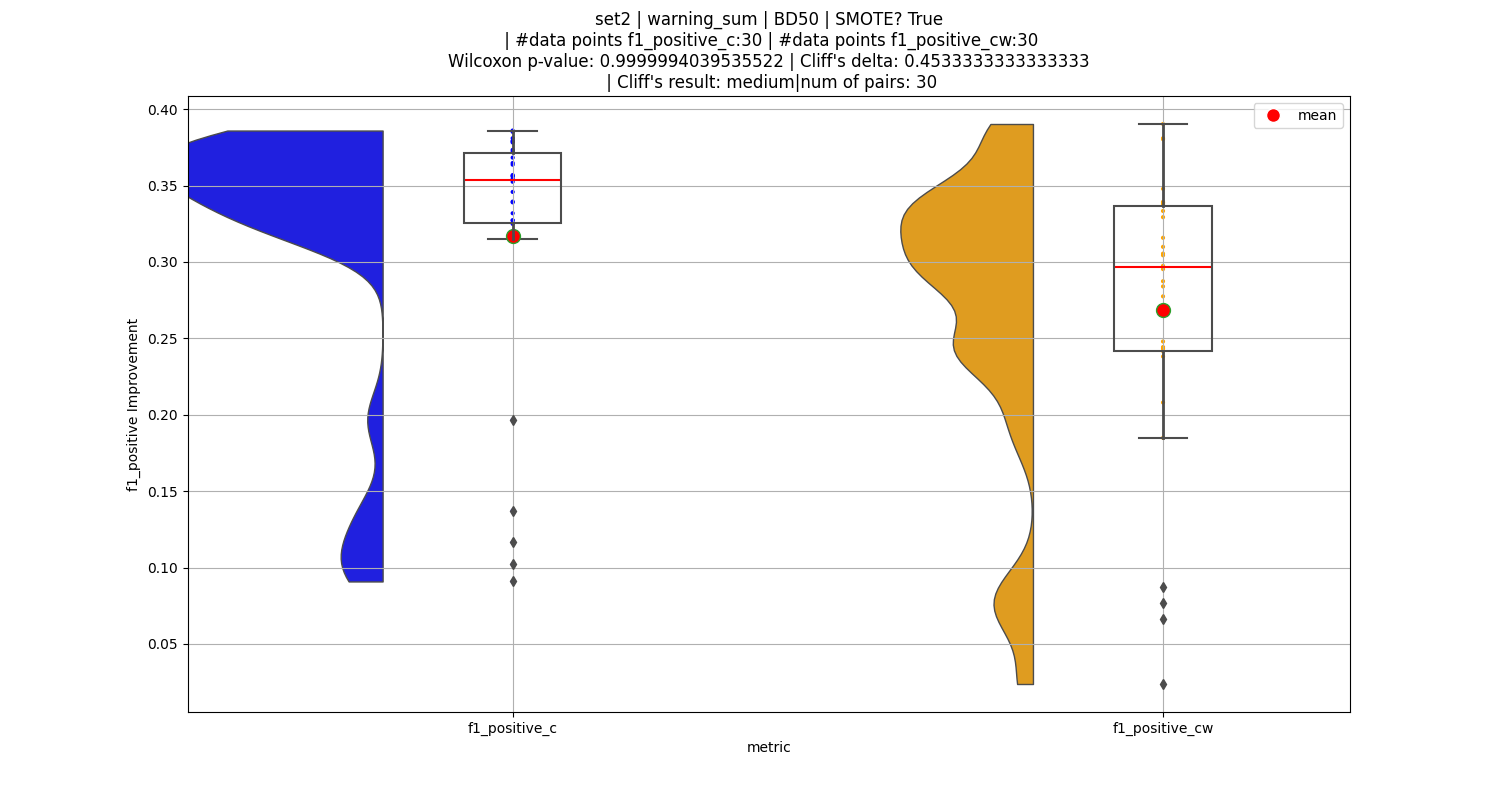 set2 | warning_sum | BD50 | SMOTE? True
| #data points f1_positive_c:30 | #data points f1_positive_cw:30
Wilcoxon p-value: 0.9999994039535522 | Cliff's delta: 0.4533333333333333
| Cliff's result: medium|num of pairs: 30
mean
0.40
0.35
0.30
0.25
0.20
0.15
0.10
0.05
f1_positive Improvement
f1_positive_c
f1_positive_cw
metric